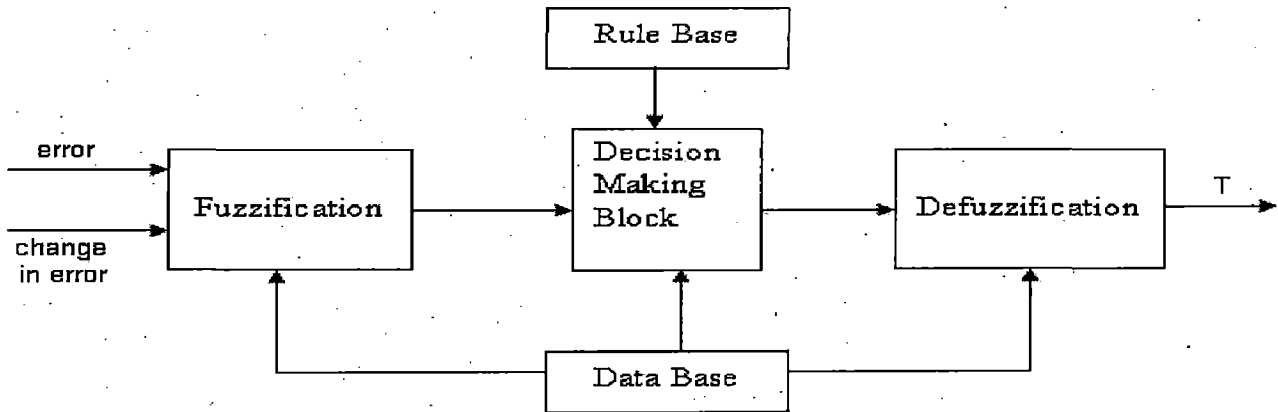 Rule Base
error
Decision
Making
Block
Fuzzification
Defuzzification
T
change
in error
Data Base